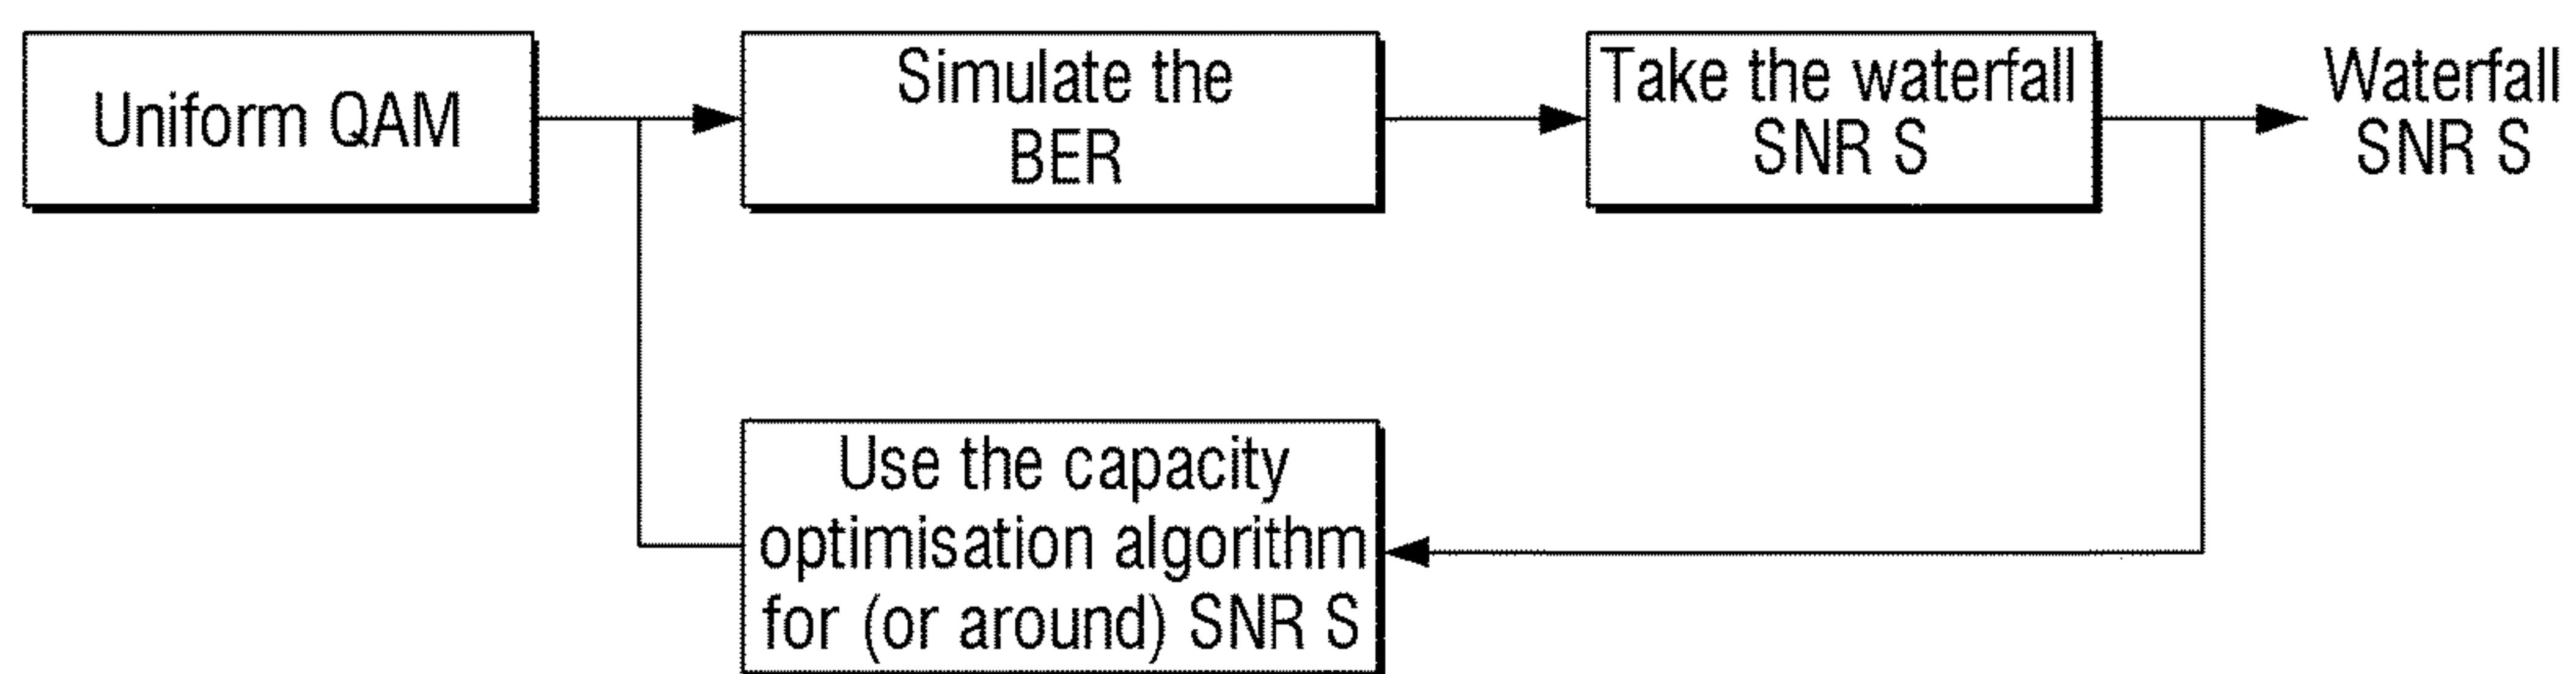 Uniform QAM
Simulate the
BER
Take the waterfall
SNR S
Waterfall
SNR S
Use the capacity
optimisation algorithm
for (or around) SNR S